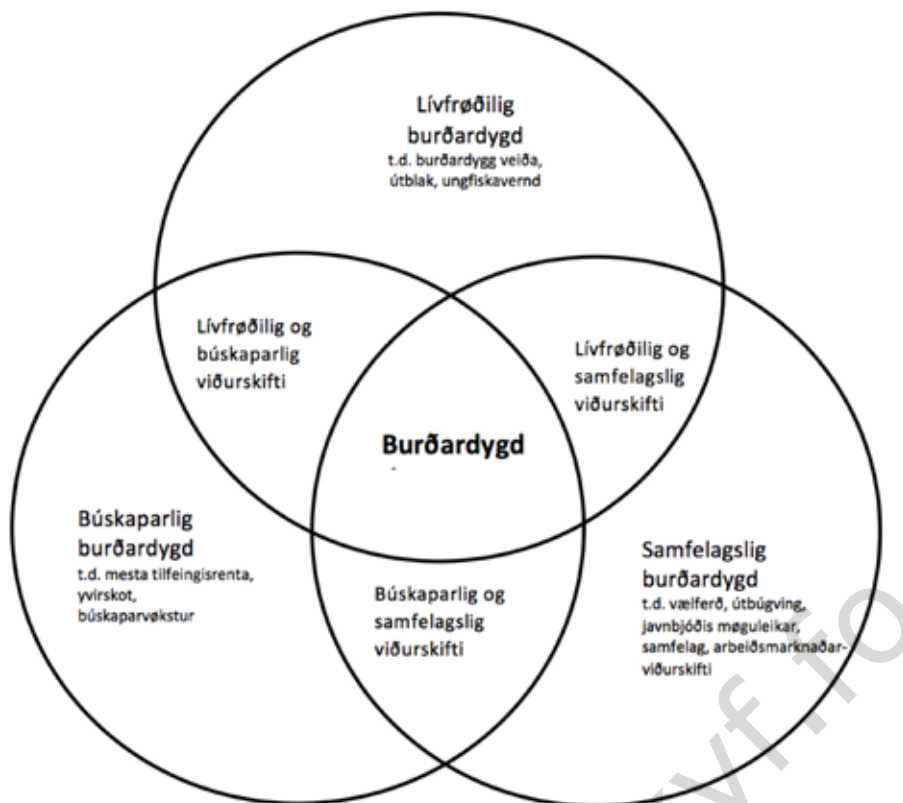 Lívfrøðilig
burðardygd
t.d. burðardygg veiða,
útblak, ungfiskavernd
Lívfrøðilig og
búskaparlig
viðurskifti
Lívfrøðilig og
samfelagslig
viðurskifti
Burðardygd
Búskaparlig
burðardygd
t.d. mesta tilfeingisrenta,
yvirskot,
búskaparvøkstur
Samfelagslig
burðardygd
t.d. vælferð, útbúgving,
javnbjóðis møguleikar,
samfelag, arbeiðsmarknaðar-
viðurskifti
Búskaparlig og
samfelagslig
viðurskifti